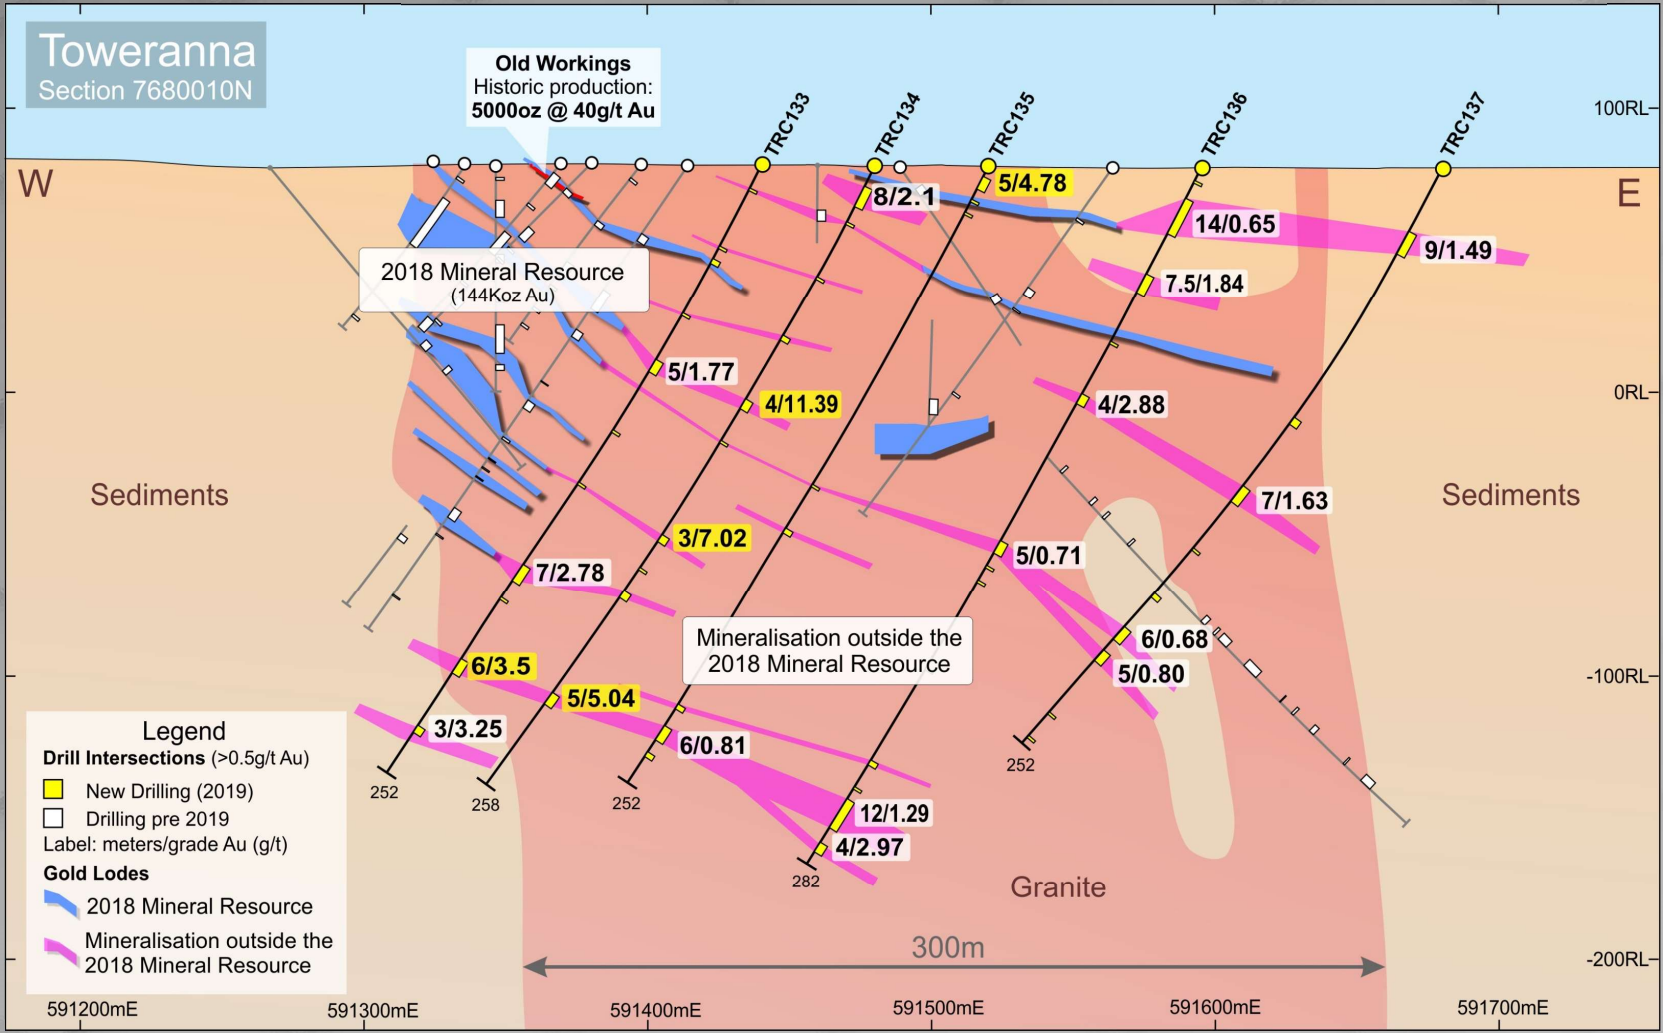 Toweranna
Section 7680010N
Old Workings
Historic production:
5000oz @ 40g/t Au
TRC133
TRC134
TRC135
TRC136
TRC137
100RL
W
E
5/4.78
8/2.1
14/0.65
9/1.49
2018 Mineral Resource
(144Koz Au)
7.5/1.84
5/1.77
4/11.39
4/2.88
0RL
Sediments
Sediments
7/1.63
3/7.02
5/0.71
7/2.78
Mineralisation outside the
2018 Mineral Resource
6/0.68
5/0.80
6/3.5
5/5.04
-100RL
3/3.25
6/0.81
252
258
252
252
12/1.29
4/2.97
282
Granite
Legend
Drill Intersections (>0.5g/t Au)
New Drilling (2019)
Drilling pre 2019
Label: meters/grade Au (g/t)
Gold Lodes
2018 Mineral Resource
Mineralisation outside the
2018 Mineral Resource
300m
-200RL
591200mE
591300mE
591400mE
591500mE
591600mE
591700mE